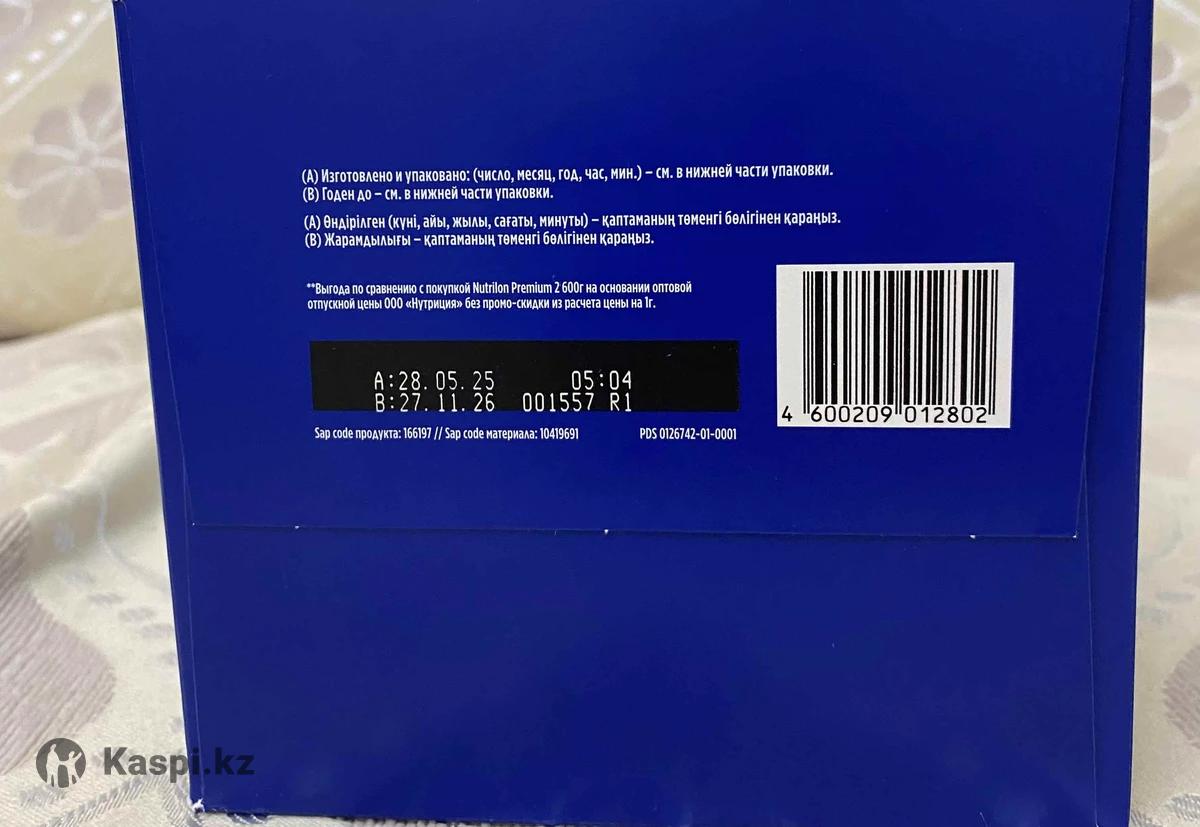 (А) Изготовлено и упаковано: (число, месяц, год, час, мин.) – см. в нижней части упаковки.
(В) Годен до – см. в нижней части упаковки.
(А) Өндірілген (күні, айы, жылы, сағаты, минуты) – қаптаманың төменгі бөлігінен қараңыз.
(В) Жарамдылығы – қаптаманың төменгі бөлігінен қараңыз.
**Выгода по сравнению с покупкой Nutrilon Premium 2 600г на основании оптовой
отпускной цены ООО «Нутриция» без промо-скидки из расчета цены на 1г.
A:28.05.25 05:04
B:27.11.26 001557 R1
Sap code продукта: 166197 // Sap code материала: 10419691 PDS 0126742-01-0001
4 600209 012802
Kaspi.kz